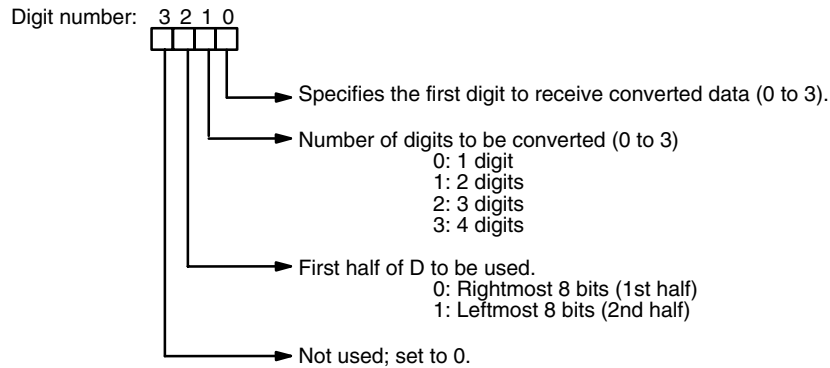 Digit number: 3 2 1 0
Specifies the first digit to receive converted data (0 to 3).
Number of digits to be converted (0 to 3)
0: 1 digit
1: 2 digits
2: 3 digits
3: 4 digits
First half of D to be used.
0: Rightmost 8 bits (1st half)
1: Leftmost 8 bits (2nd half)
Not used; set to 0.